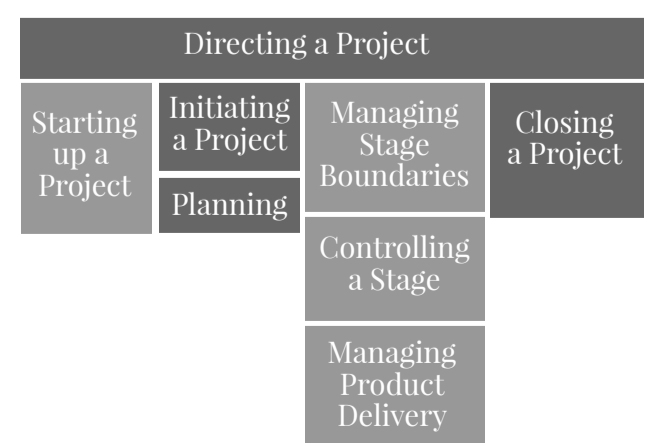 Directing a Project
Starting
up a
Project
Initiating
a Project
Planning
Managing
Stage
Boundaries
Controlling
a Stage
Managing
Product
Delivery
Closing
a Project